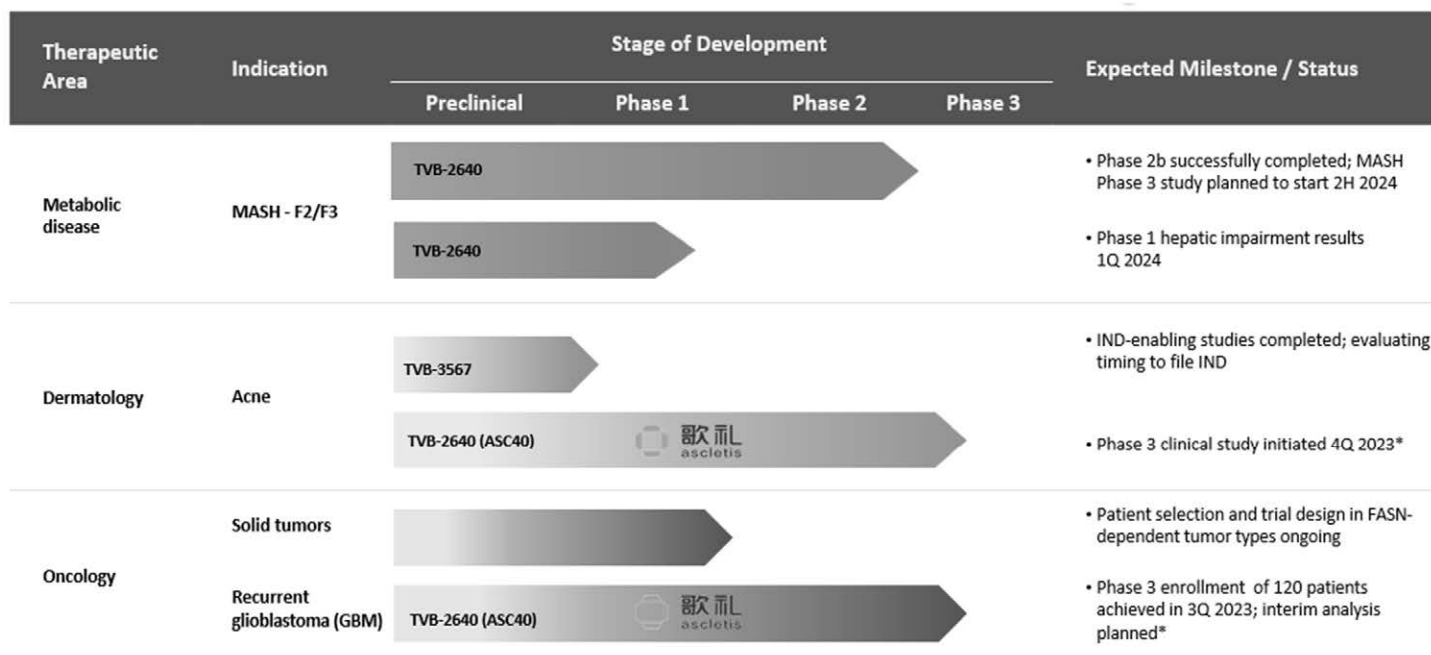 Therapeutic
Area
Indication
Stage of Development
Preclinical
Phase 1
Phase 2
Phase 3
Expected Milestone / Status
Metabolic
disease
MASH - F2/F3
TVB-2640
• Phase 2b successfully completed; MASH
Phase 3 study planned to start 2H 2024
TVB-2640
• Phase 1 hepatic impairment results
1Q 2024
Dermatology
Acne
TVB-3567
• IND-enabling studies completed; evaluating
timing to file IND
TVB-2640 (ASC40)
歌礼
ascletis
• Phase 3 clinical study initiated 4Q 2023*
Oncology
Solid tumors
• Patient selection and trial design in FASN-
dependent tumor types ongoing
Recurrent
glioblastoma (GBM)
TVB-2640 (ASC40)
歌礼
ascletis
• Phase 3 enrollment of 120 patients
achieved in 3Q 2023; interim analysis
planned*